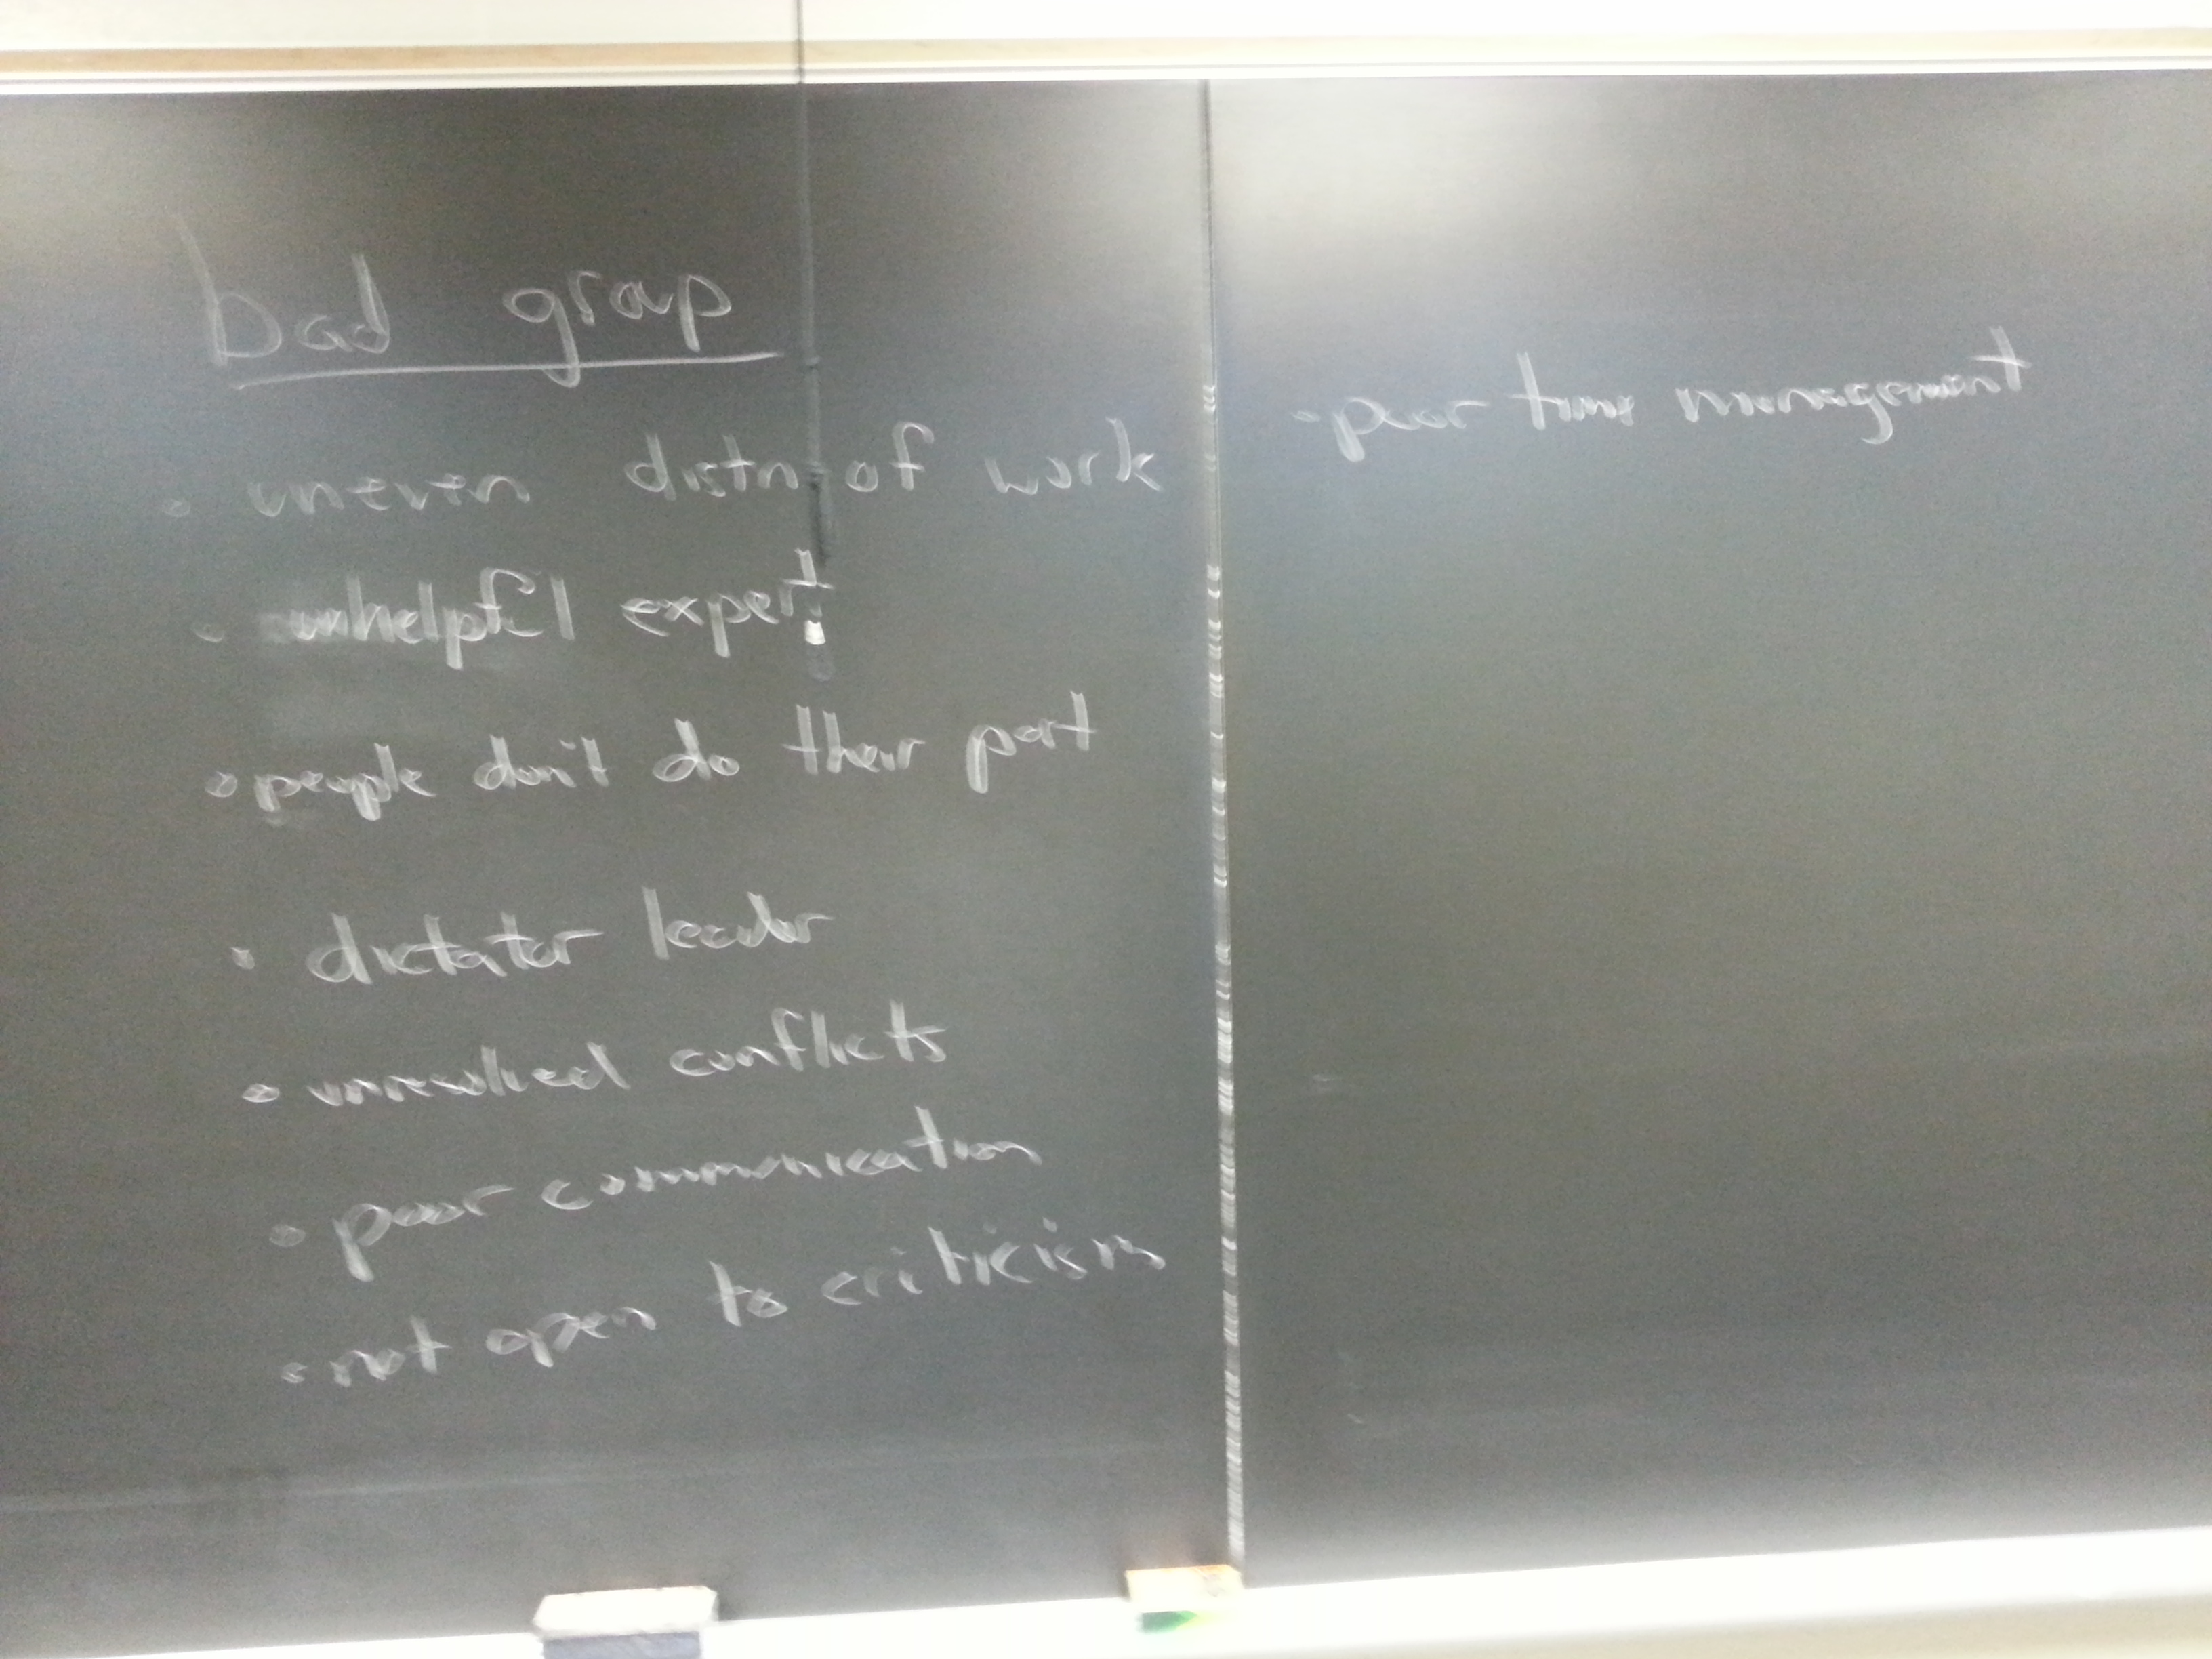 bad group
• uneven distn of work
• unhelpful expert
• people don't do their part
• dictator leader
• unresolved conflicts
• poor communication
• not open to criticism
• poor time management